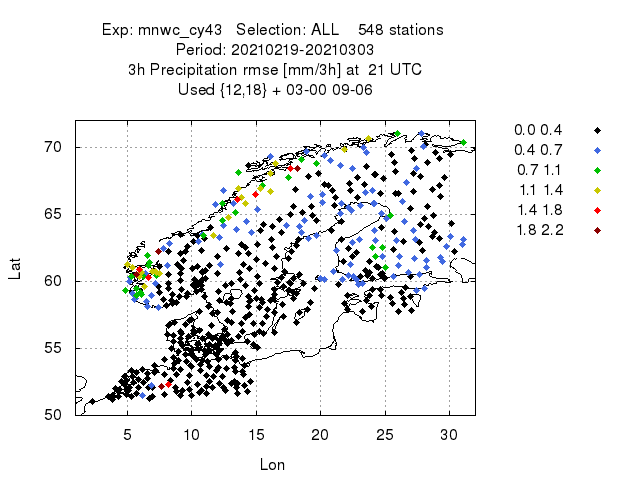 Exp: mnwc_cy43 Selection: ALL 548 stations
Period: 20210219-20210303
3h Precipitation rmse [mm/3h] at 21 UTC
Used {12,18} + 03-00 09-06
0.0 0.4
0.4 0.7
0.7 1.1
1.1 1.4
1.4 1.8
1.8 2.2
70
65
60
55
50
Lat
5 10 15 20 25 30
Lon